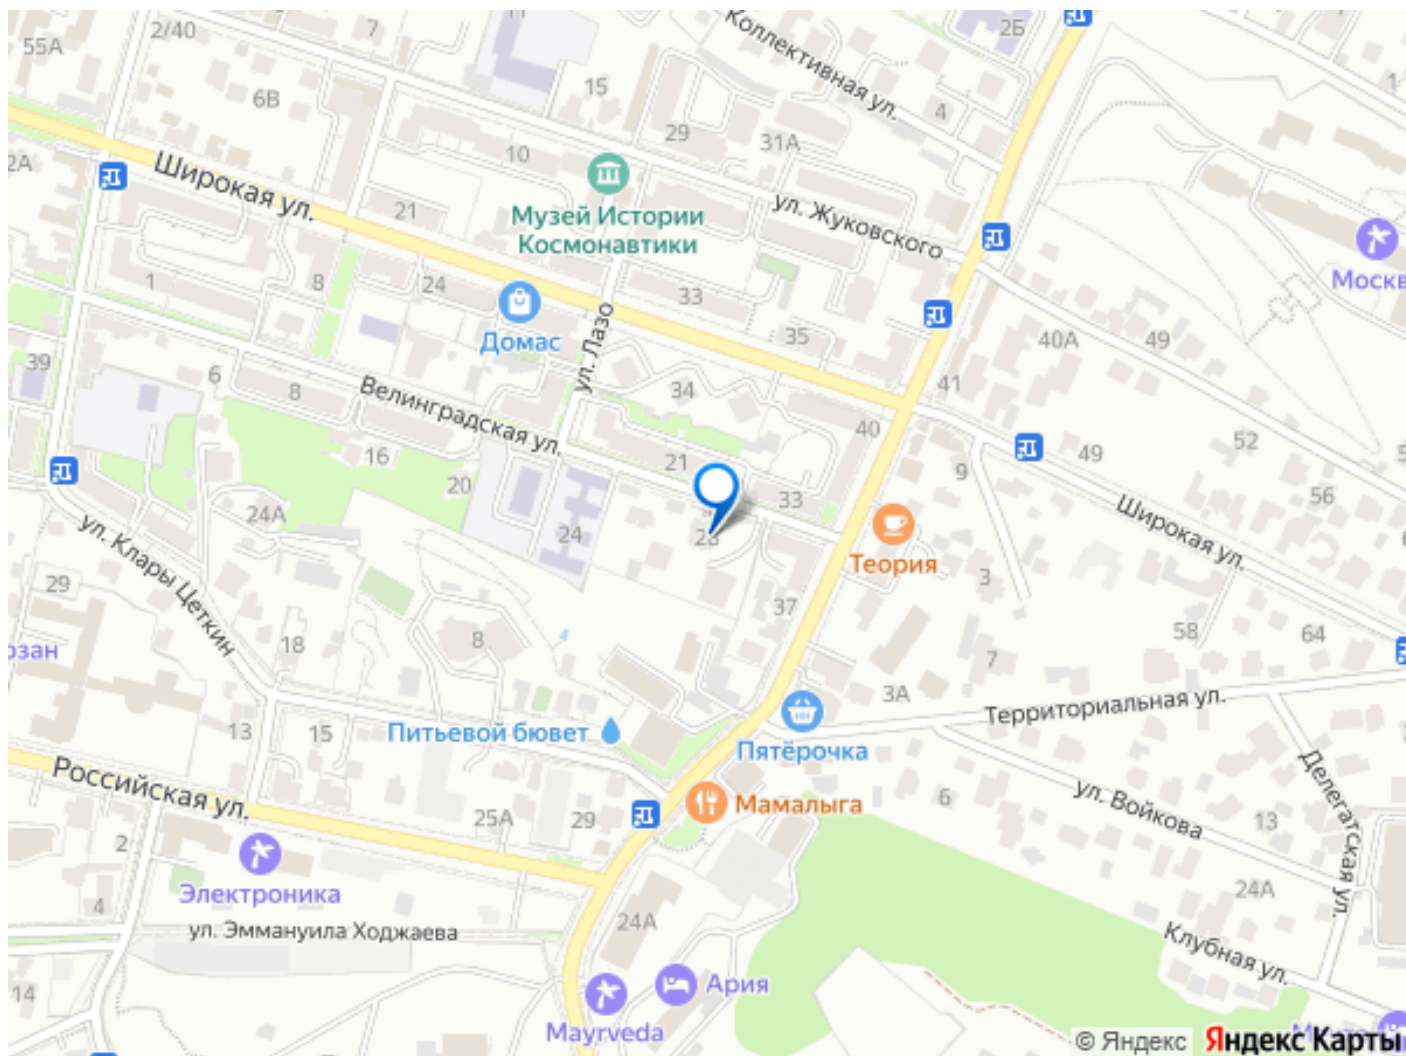 2/40
7
11
Коллективная ул.
2Б
55А
6В
15
4
1
29
31А
10
2А
Широкая ул.
21
Музей Истории
Космонавтики
ул. Жуковского
Москв
1
8
24
33
Домас
ул. Лазо
35
40А
49
39
6
8
Велинградская ул.
34
41
40
52
49
9
16
21
20
33
56
24А
24
Широкая ул.
Теория
3
ул. Клары Цеткин
29
37
58
64
18
8
озан
7
3А
Территориальная ул.
13
15
Питьевой бювет
Пятёрочка
Российская ул.
Делегатская ул.
6
ул. Войкова
Мамалыга
25А
29
13
2
Электроника
24А
4
24А
ул. Эммануила Ходжаева
Клубная ул.
14
Ария
Mayrveda
© Яндекс
Яндекс Карты